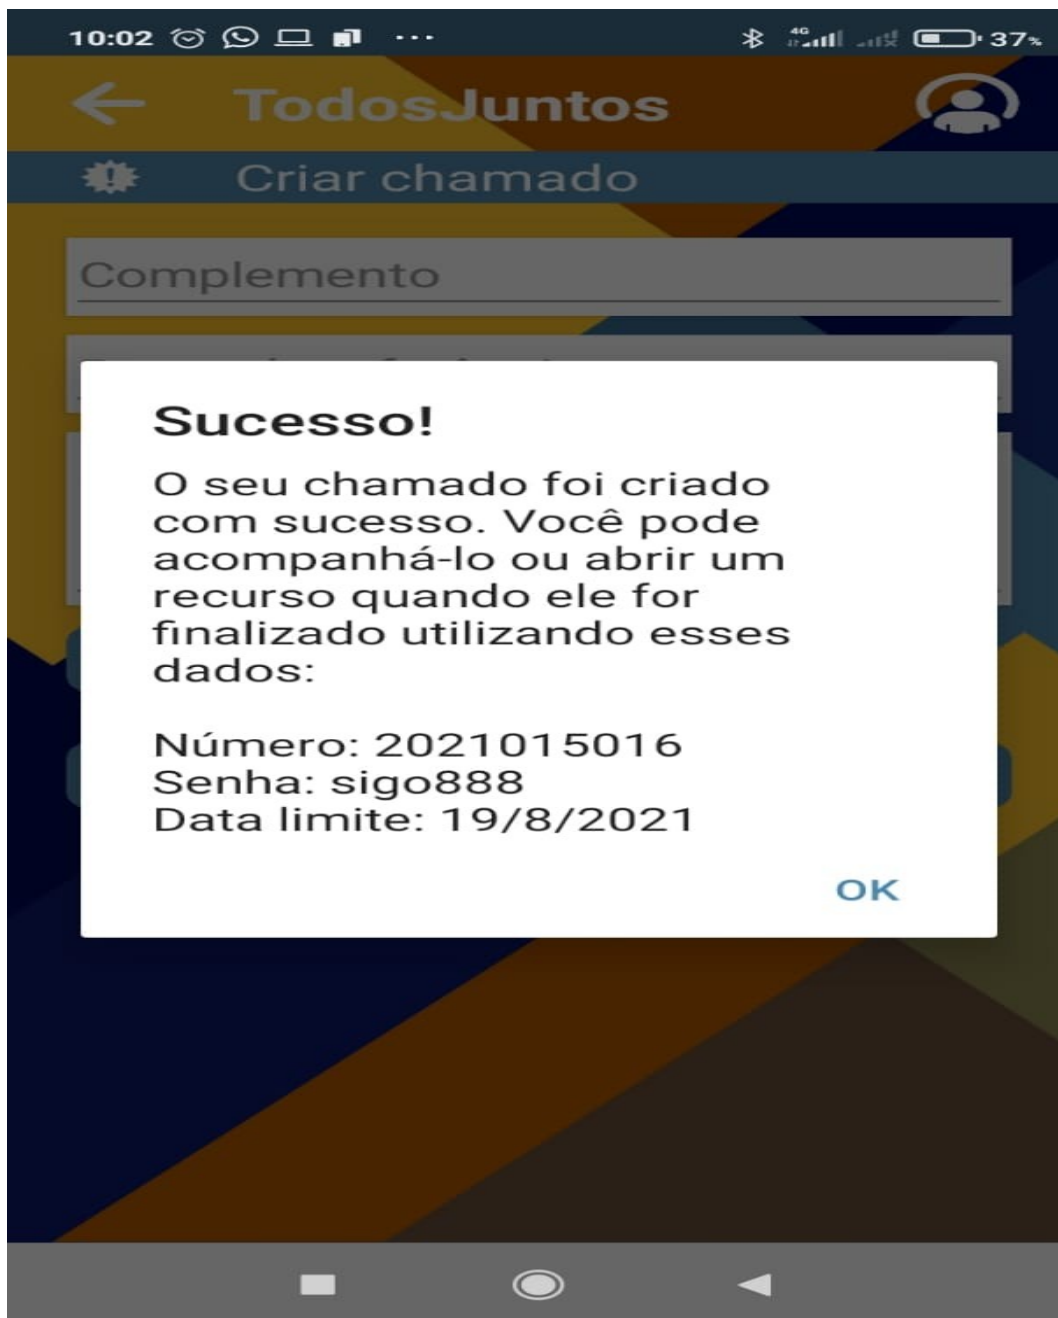 10:02 ... 4G 37%
TodosJuntos
Criar chamado
Complemento
Sucesso!
O seu chamado foi criado
com sucesso. Você pode
acompanhá-lo ou abrir um
recurso quando ele for
finalizado utilizando esses
dados:
Número: 2021015016
Senha: sigo888
Data limite: 19/8/2021
OK